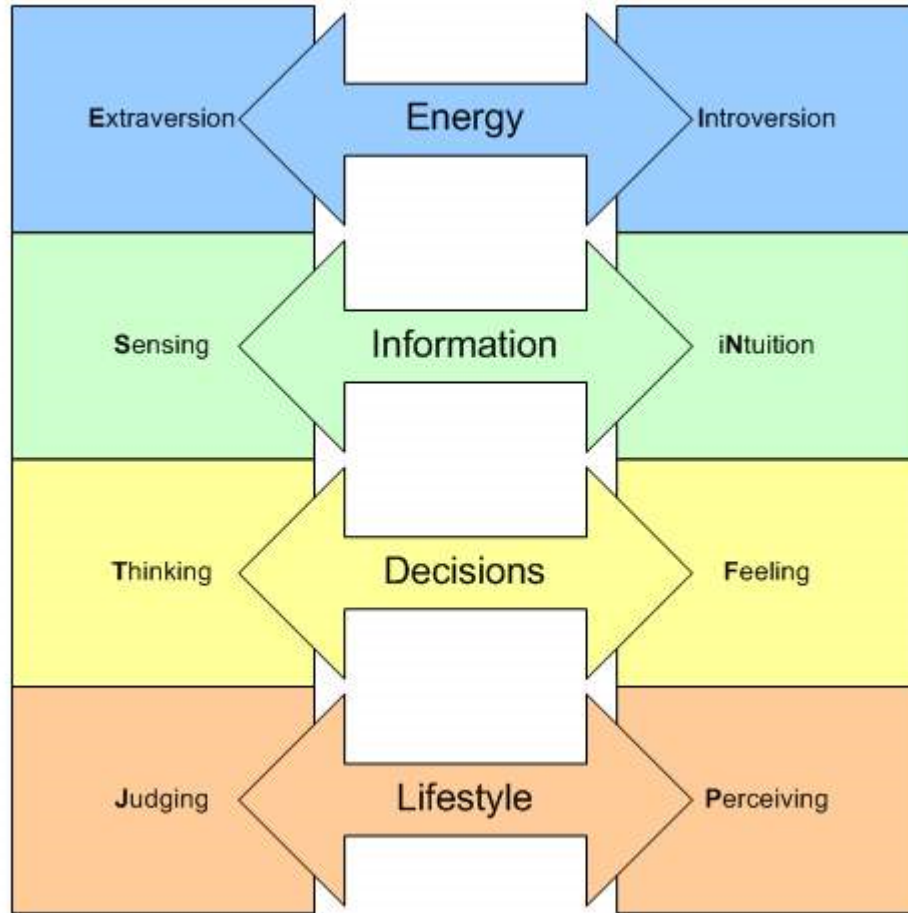 Extraversion Energy Introversion
Sensing Information iNtuition
Thinking Decisions Feeling
Judging Lifestyle Perceiving